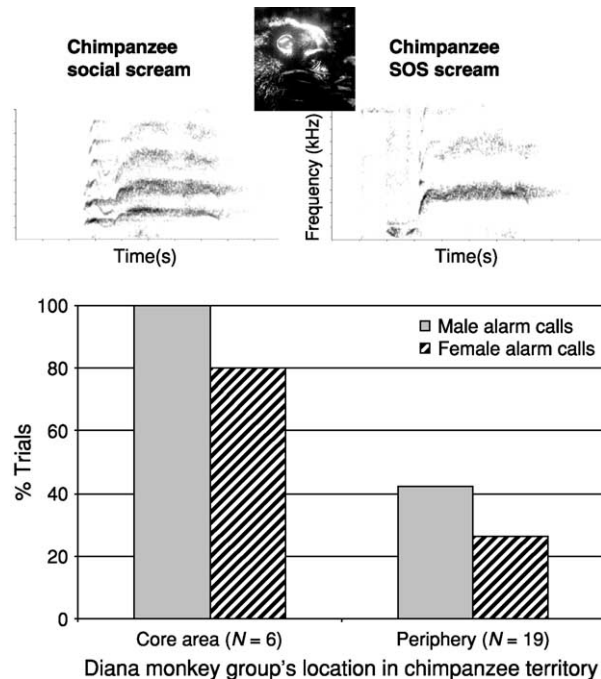 Chimpanzee
social scream
Chimpanzee
SOS scream
Frequency (kHz)
Time(s)
Time(s)
100
80
60
40
20
0
% Trials
Male alarm calls
Female alarm calls
Core area (N = 6)
Periphery (N = 19)
Diana monkey group's location in chimpanzee territory